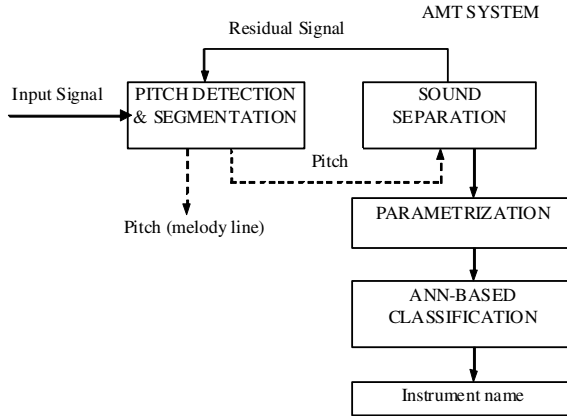 AMT SYSTEM
Residual Signal
Input Signal
PITCH DETECTION
& SEGMENTATION
SOUND
SEPARATION
Pitch
Pitch (melody line)
PARAMETRIZATION
ANN-BASED
CLASSIFICATION
Instrument name